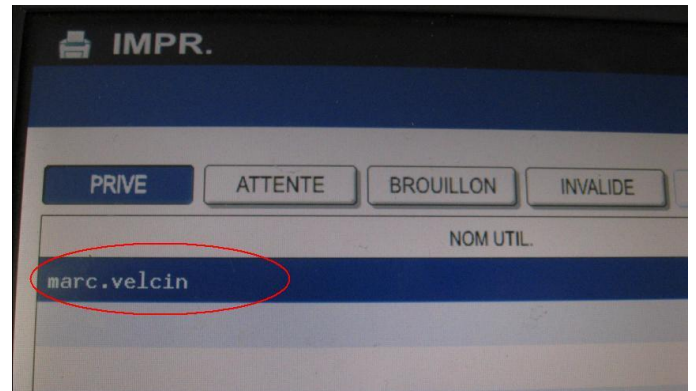 IMPR.
PRIVE ATTENTE BROUILLON INVALIDE
NOM UTIL.
marc.velcin